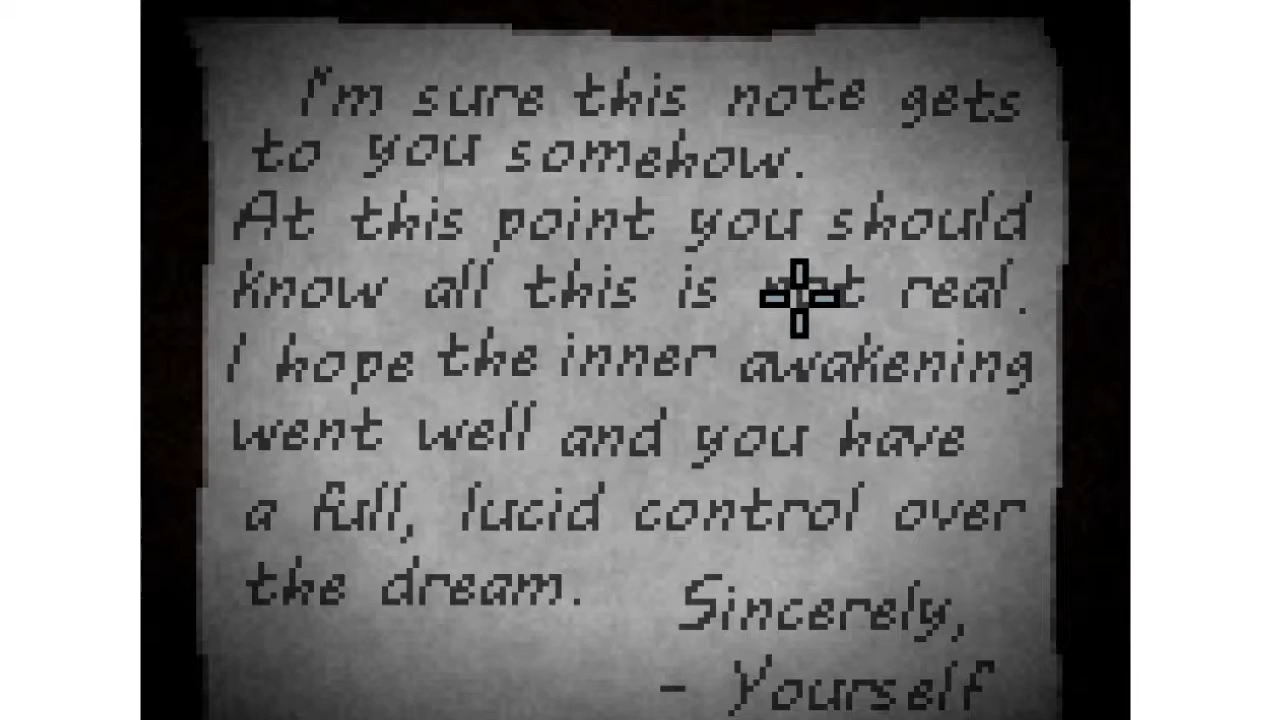 I'm sure this note gets
to you somehow.
At this point you should
know all this is not real.
I hope the inner awakening
went well and you have
a full, lucid control over
the dream.
Sincerely,
- Yourself